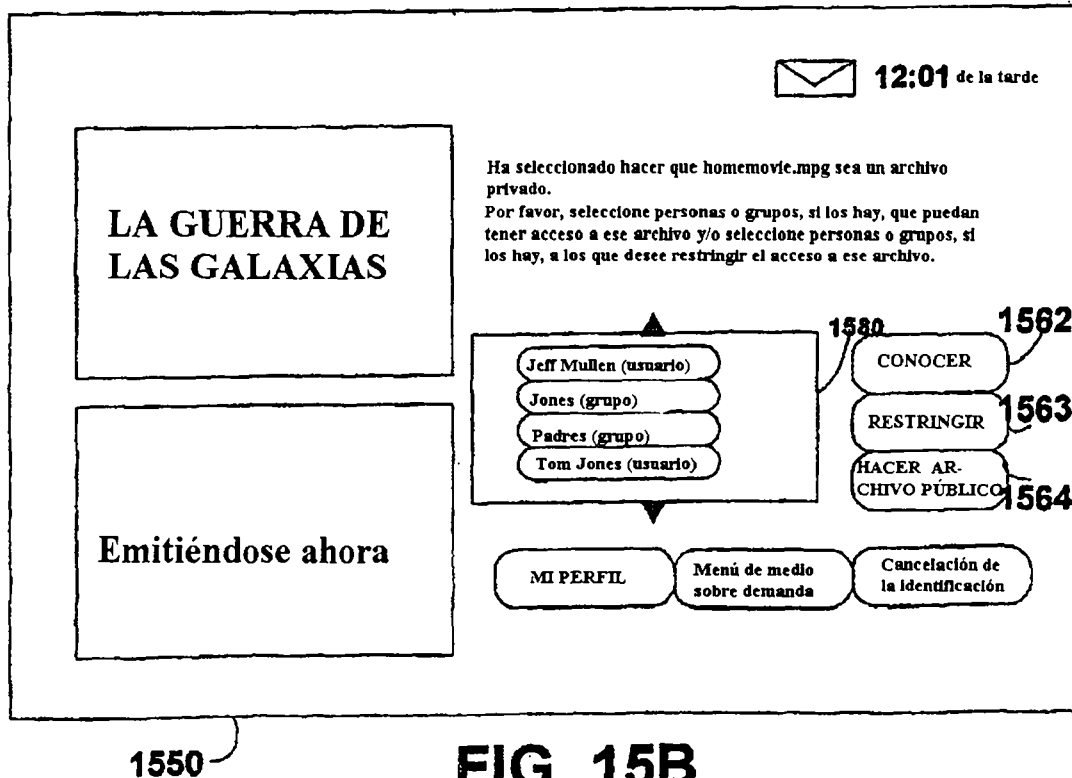 12:01 de la tarde
LA GUERRA DE
LAS GALAXIAS
Ha seleccionado hacer que homemovie.mpg sea un archivo
privado.
Por favor, seleccione personas o grupos, si los hay, que puedan
tener acceso a ese archivo y/o seleccione personas o grupos, si
los hay, a los que desee restringir el acceso a ese archivo.
1580
1562
Jeff Mullen (usuario)
Jones (grupo)
Padres (grupo)
Tom Jones (usuario)
CONOCER
1563
RESTRINGIR
HACER AR-
CHIVO PÚBLICO
1564
Emitiéndose ahora
MI PERFIL
Menú de medio
sobre demanda
Cancelación de
la identificación
1550
FIG. 15B